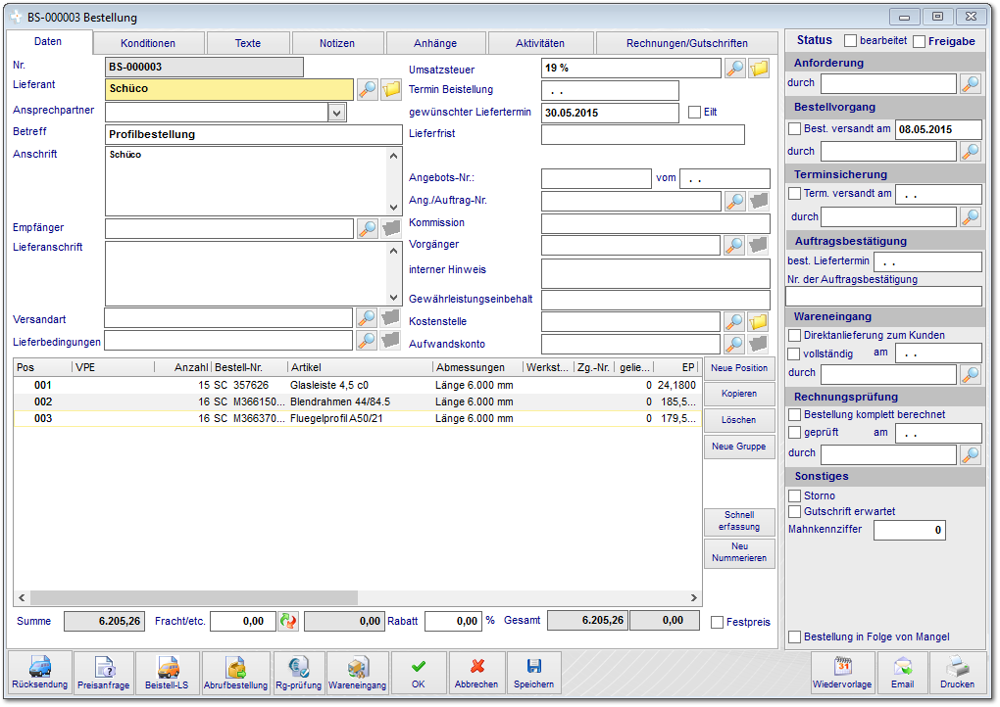 BS-000003 Bestellung
Daten Konditionen Texte Notizen Anhänge Aktivitäten Rechnungen/Gutschriften
Nr. BS-000003
Lieferant Schüco
Ansprechpartner
Betreff Profilbestellung
Anschrift Schüco
Empfänger
Lieferanschrift
Versandart
Lieferbedingungen
Umsatzsteuer 19 %
Termin Beistellung . .
gewünschter Liefertermin 30.05.2015 Eilt
Lieferfrist
Angebots-Nr.: vom . .
Ang./Auftrag-Nr.
Kommission
Vorgänger
interner Hinweis
Gewährleistungseinbehalt
Kostenstelle
Aufwandskonto
Pos VPE Anzahl Bestell-Nr. Artikel Abmessungen Werkst... Zg.-Nr. gelie... EP
001 15 SC 357626 Glasleiste 4,5 c0 Länge 6.000 mm 0 24,1800
002 16 SC M366150... Blendrahmen 44/84.5 Länge 6.000 mm 0 185,5...
003 16 SC M366370... Fluegelprofil A50/21 Länge 6.000 mm 0 179,5...
Neue Position
Kopieren
Löschen
Neue Gruppe
Schnell
erfassung
Neu
Nummerieren
Summe 6.205,26 Fracht/etc. 0,00 0,00 Rabatt 0,00 % Gesamt 6.205,26 0,00 Festpreis
Status bearbeitet Freigabe
Anforderung
durch
Bestellvorgang
Best. versandt am 08.05.2015
durch
Terminsicherung
Term. versandt am . .
durch
Auftragsbestätigung
best. Liefertermin . .
Nr. der Auftragsbestätigung
Wareneingang
Direktanlieferung zum Kunden
vollständig am . .
durch
Rechnungsprüfung
Bestellung komplett berechnet
geprüft am . .
durch
Sonstiges
Storno
Gutschrift erwartet
Mahnkennziffer 0
Bestellung in Folge von Mangel
Rücksendung Preisanfrage Beistell-LS Abrufbestellung Rg-prüfung Wareneingang OK Abbrechen Speichern 31 Wiedervorlage Email Drucken